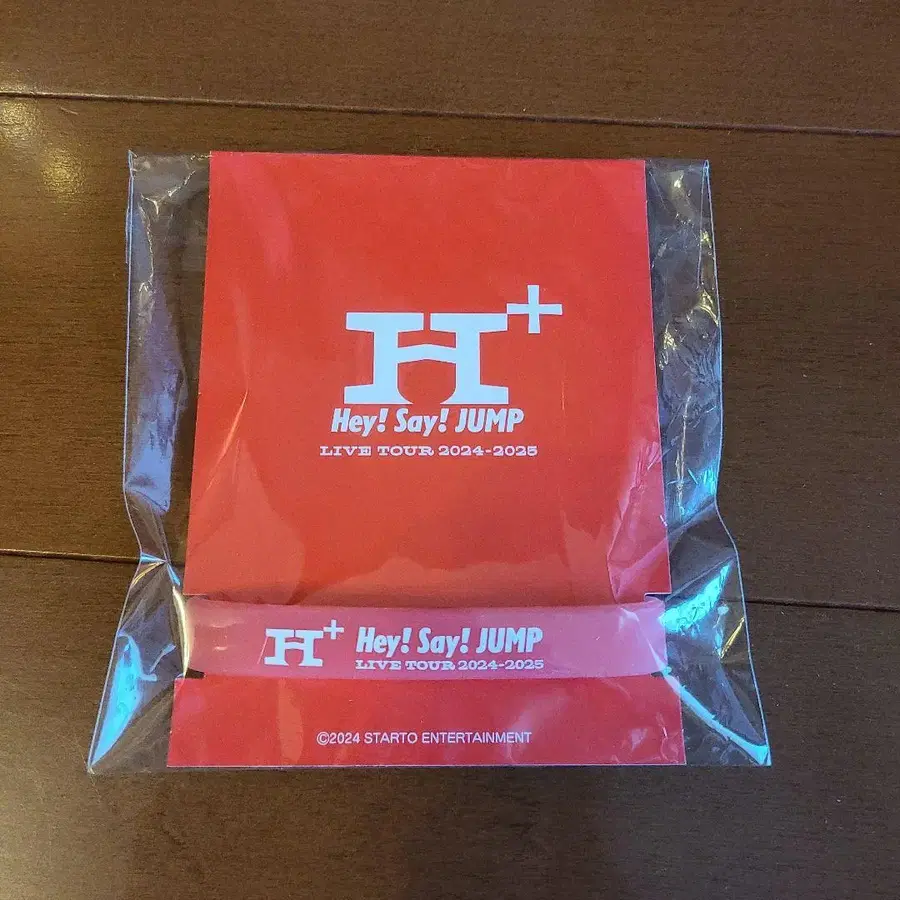 H+
Hey! Say! JUMP
LIVE TOUR 2024-2025
H+ Hey! Say! JUMP
LIVE TOUR 2024-2025
©2024 STARTO ENTERTAINMENT